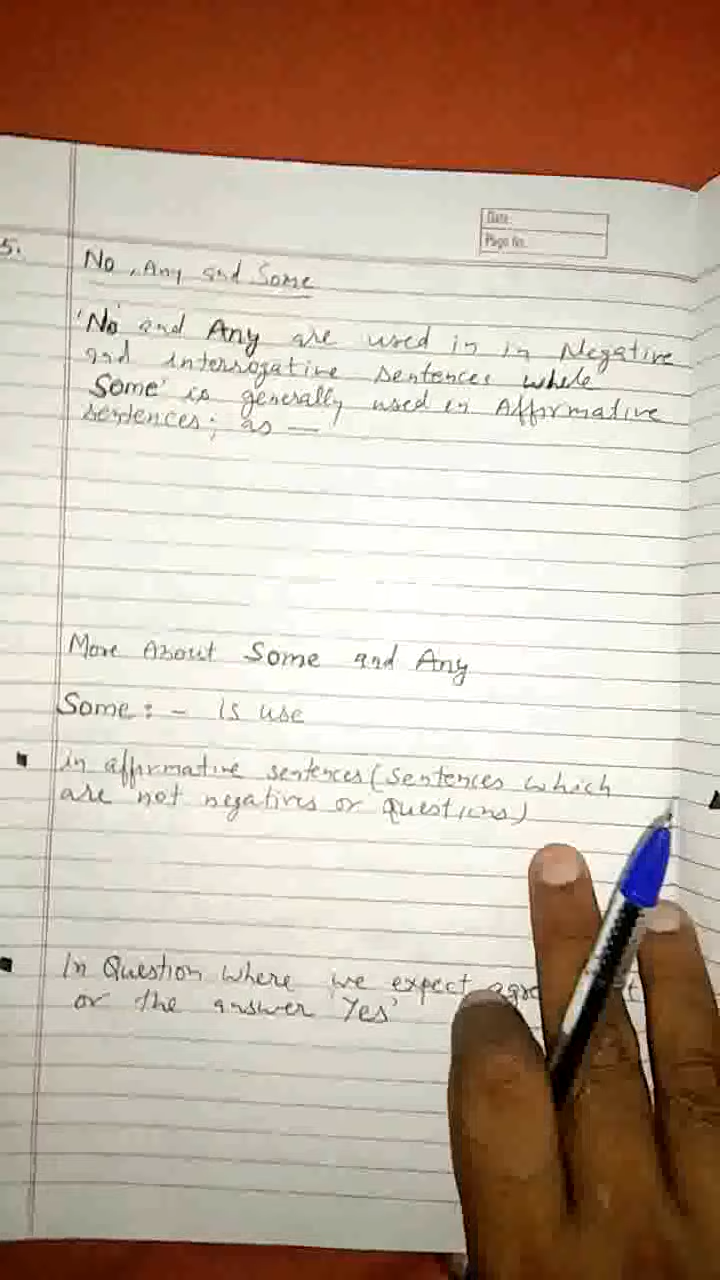 Date
Page No.
5.
No, Any and Some
'No and Any are used in in Negative
and interrogative sentences while
Some' is generally used in Affirmative
sentences; as —
More About Some and Any
Some : - is use
in affirmative sentences (sentences which
are not negatives or questions)
In Question where we expect
or the answer Yes'